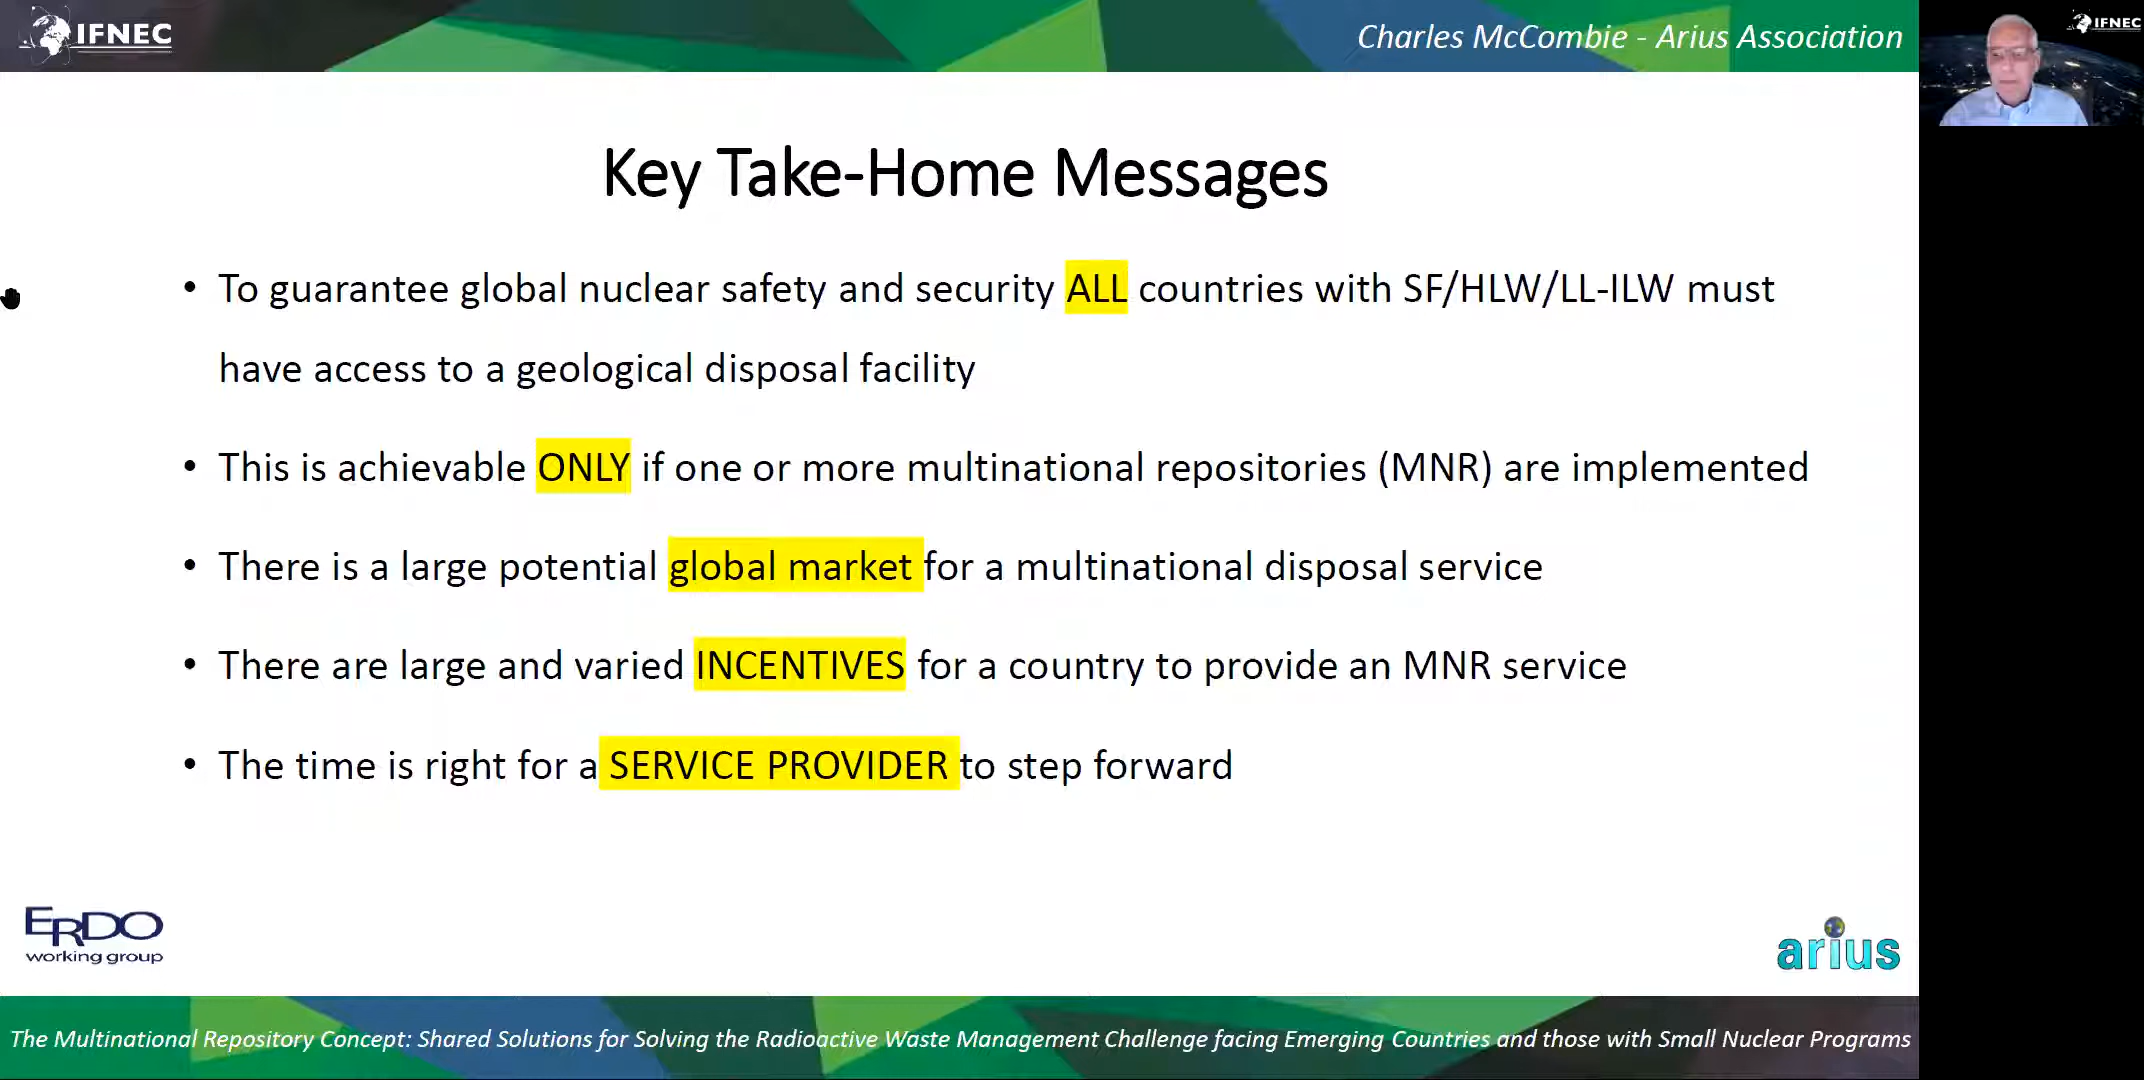 IFNEC
Charles McCombie - Arius Association
IFNEC
Key Take-Home Messages
• To guarantee global nuclear safety and security ALL countries with SF/HLW/LL-ILW must
have access to a geological disposal facility
• This is achievable ONLY if one or more multinational repositories (MNR) are implemented
• There is a large potential global market for a multinational disposal service
• There are large and varied INCENTIVES for a country to provide an MNR service
• The time is right for a SERVICE PROVIDER to step forward
ERDO
working group
arius
The Multinational Repository Concept: Shared Solutions for Solving the Radioactive Waste Management Challenge facing Emerging Countries and those with Small Nuclear Programs